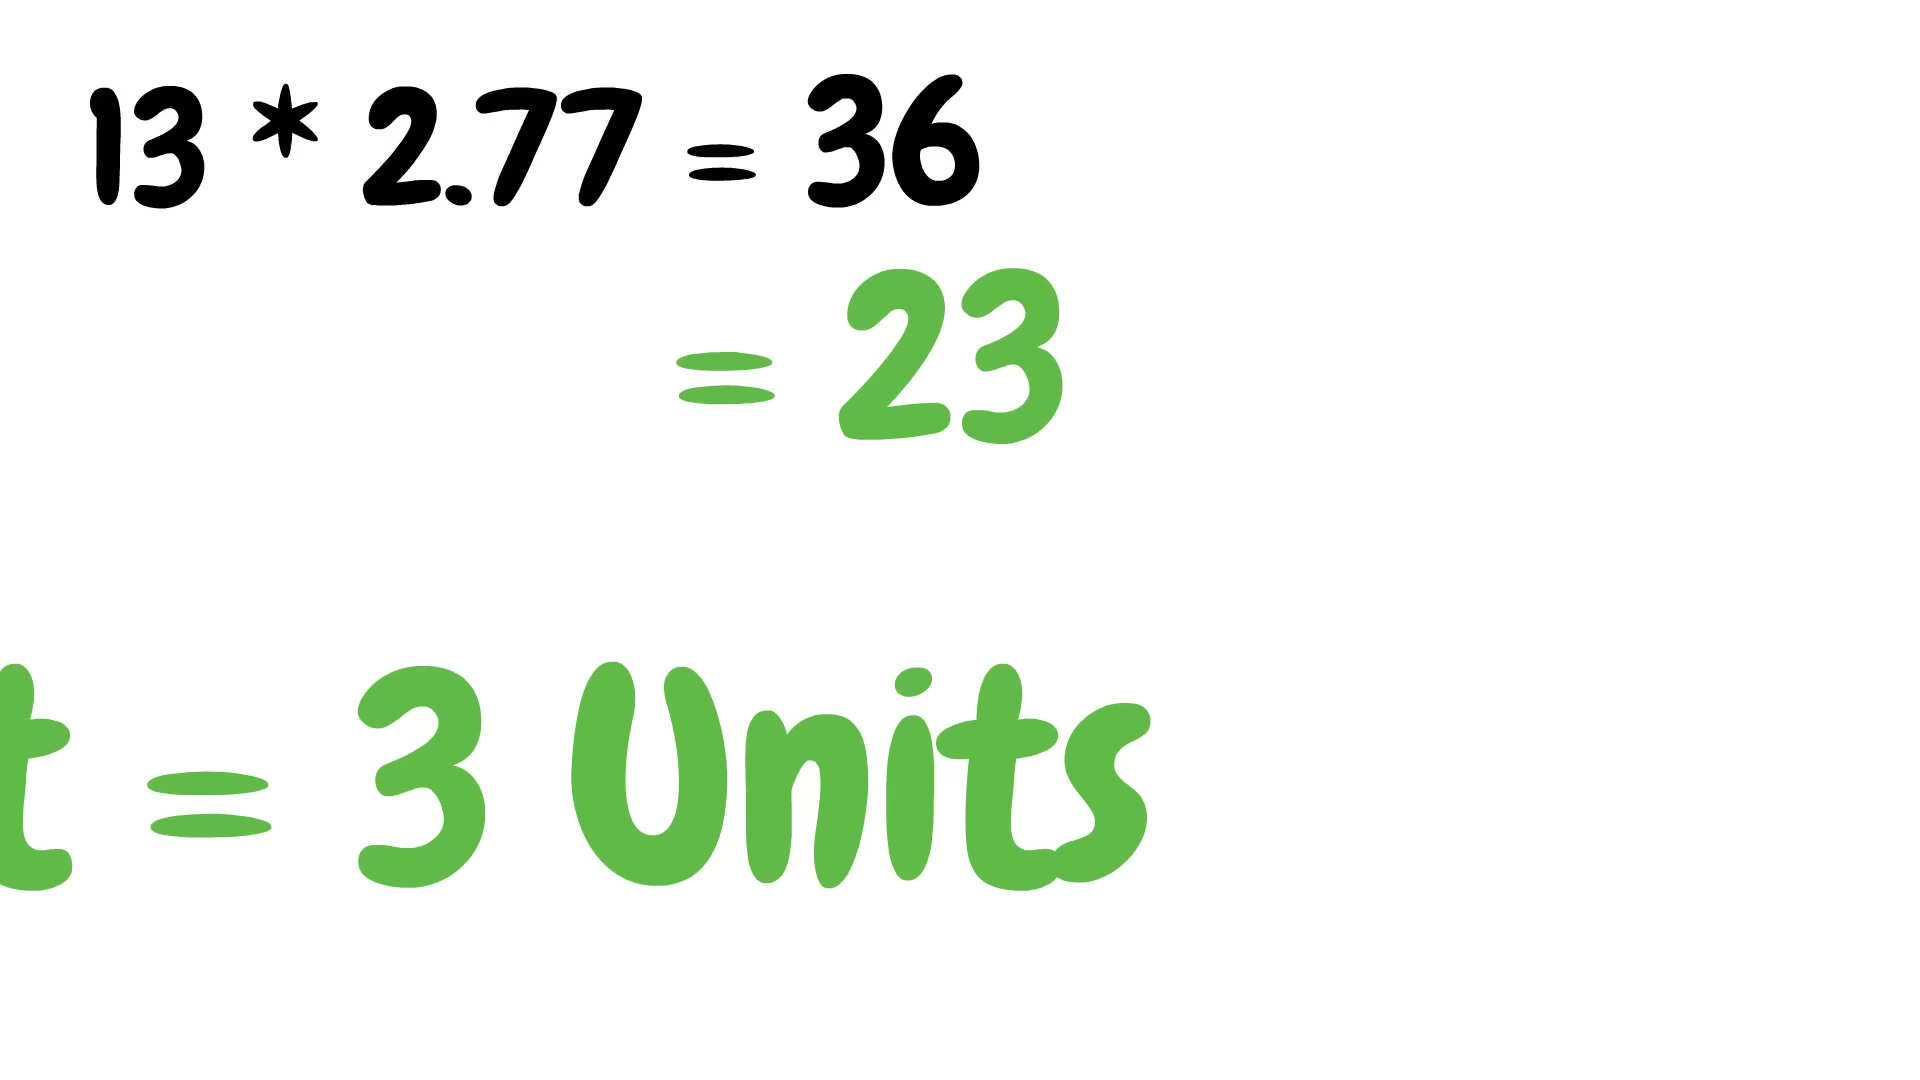 13 * 2.77 = 36
= 23
t = 3 Units